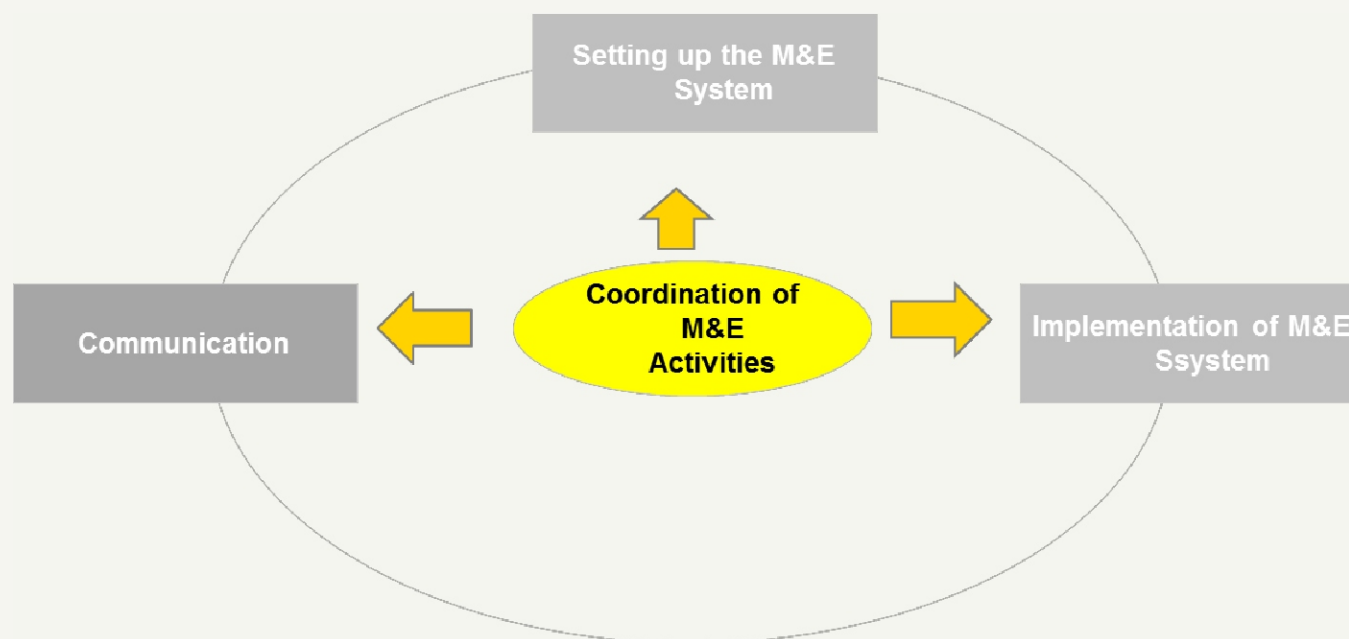 Setting up the M&E
System
Coordination of
M&E
Activities
Communication
Implementation of M&E
Ssystem